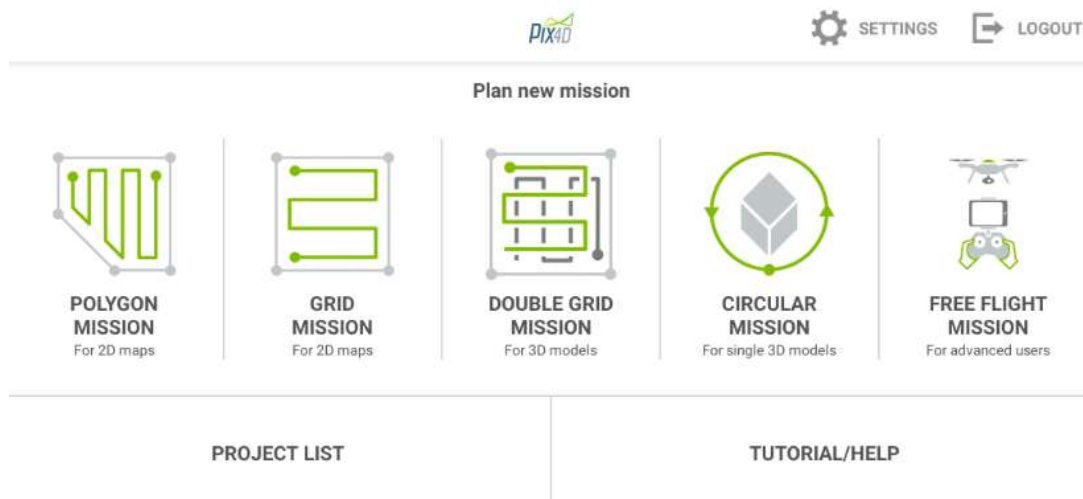 PIX4D
SETTINGS
LOGOUT
Plan new mission
POLYGON
MISSION
For 2D maps
GRID
MISSION
For 2D maps
DOUBLE GRID
MISSION
For 3D models
CIRCULAR
MISSION
For single 3D models
FREE FLIGHT
MISSION
For advanced users
PROJECT LIST
TUTORIAL/HELP